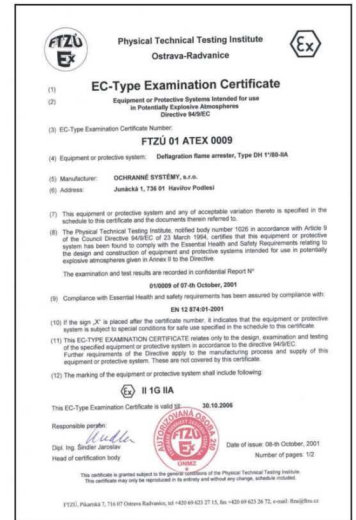 FTZÚ
Ex
Physical Technical Testing Institute
Ostrava-Radvanice
Ex
(1) EC-Type Examination Certificate
(2) Equipment or Protective Systems Intended for use
in Potentially Explosive Atmospheres
Directive 94/9/EC
(3) EC-Type Examination Certificate Number:
FTZÚ 01 ATEX 0009
(4) Equipment or protective system: Deflagration flame arrester, Type DH 1"/80-IIA
(5) Manufacturer: OCHRANNÉ SYSTÉMY, s.r.o.
(6) Address: Junácká 1, 736 01 Havířov Podlesí
(7) This equipment or protective system and any of acceptable variation thereto is specified in the
schedule to this certificate and the documents therein referred to.
(8) The Physical Technical Testing Institute, notified body number 1026 in accordance with Article 9
of the Council Directive 94/9/EC of 23 March 1994, certifies that this equipment or protective
system has been found to comply with the Essential Health and Safety Requirements relating to
the design and construction of equipment and protective systems intended for use in potentially
explosive atmospheres given in Annex II to the Directive.
The examination and test results are recorded in confidential Report N°
01/0009 of 07-th October, 2001
(9) Compliance with Essential Health and safety requirements has been assured by compliance with:
EN 12 874:01-2001
(10) If the sign „X" is placed after the certificate number, it indicates that the equipment or protective
system is subject to special conditions for safe use specified in the schedule to this certificate.
(11) This EC-TYPE EXAMINATION CERTIFICATE relates only to the design, examination and testing
of the specified equipment or protective system in accordance to the directive 94/9/EC.
Further requirements of the Directive apply to the manufacturing process and supply of this
equipment or protective system. These are not covered by this certificate.
(12) The marking of the equipment or protective system shall include following:
Ex II 1G IIA
This EC-Type Examination Certificate is valid till: 30.10.2006
Responsible person:
AUTORIZOVANÁ OSOBA 210
FTZÚ
Ex
Dipl. Ing. Šindler Jaroslav
Head of certification body
Date of issue: 08-th October, 2001
Number of pages: 1/2
This certificate is granted subject to the general conditions of the Physical Technical Testing Institute.
This certificate may only be reproduced in its entirety and without any change, schedule included.
FTZÚ, Pikartská 7, 716 07 Ostrava Radvanice, tel +420 69 623 27 15, fax +420 69 623 26 72, e-mail: ftzu@ftzu.cz